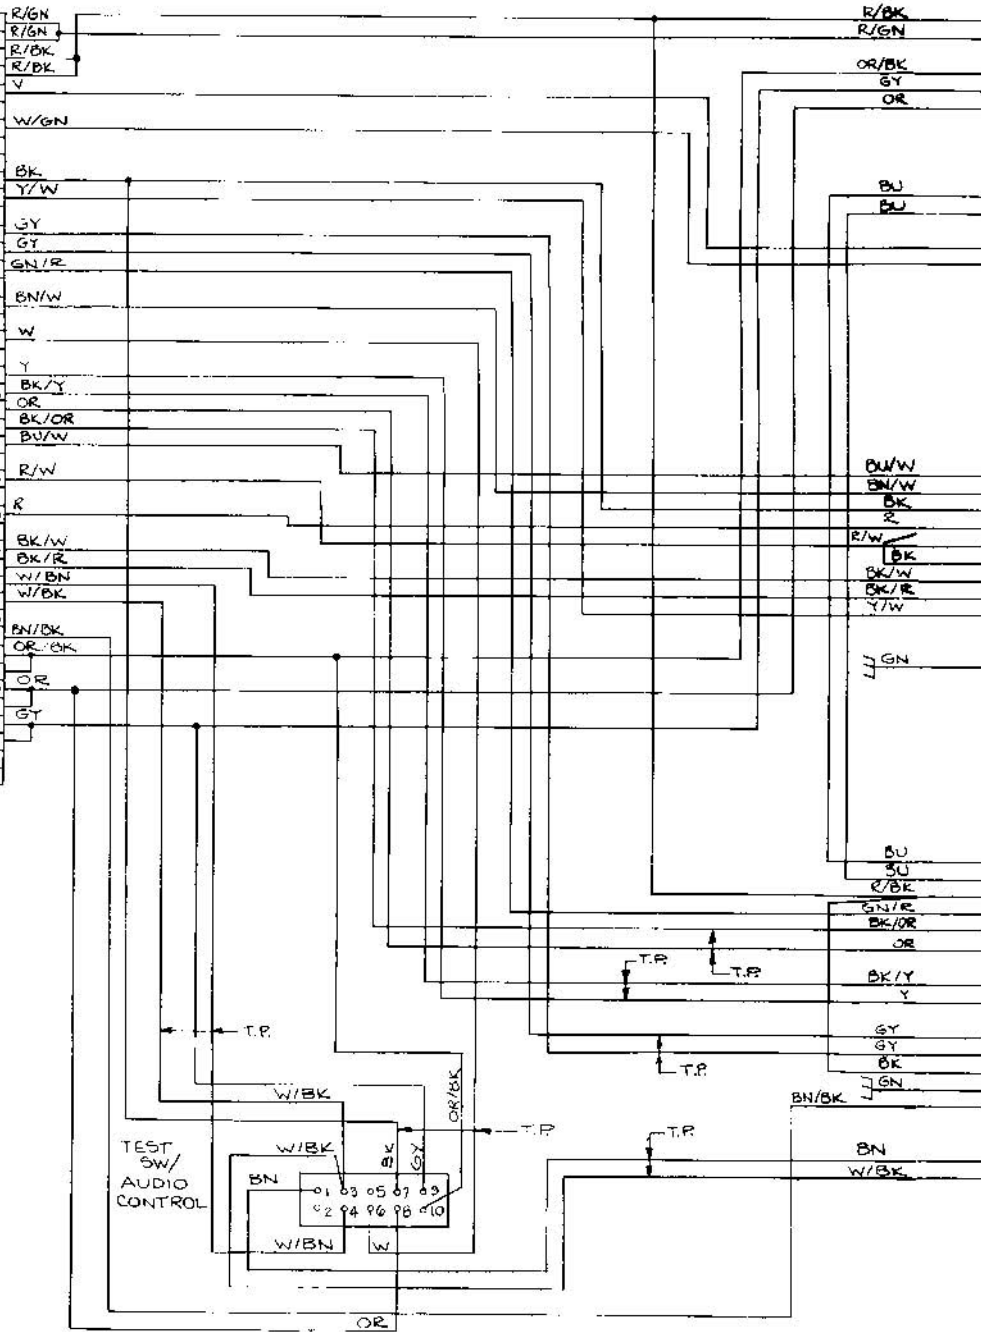 R/GN
R/GN
R/BK
R/BK
V
W/GN
BK
Y/W
GY
GY
GN/R
BN/W
W
Y
BK/Y
OR
BK/OR
BU/W
R/W
R
BK/W
BK/R
W/BN
W/BK
BN/BK
OR/BK
OR
GY
R/BK
R/GN
OR/BK
GY
OR
BU
BU
BU/W
BN/W
BK
R
R/W
BK
BK/W
BK/R
Y/W
GN
BU
BU
R/BK
GN/R
BK/OR
OR
T.P.
T.P.
BK/Y
Y
T.P.
GY
GY
T.P.
BK
GN
BN/BK
W/BK
OR/BK
T.P.
T.P.
TEST
SW/
AUDIO
CONTROL
W/BK
BK
GY
BN
W/BK
BN
1 3 5 7 9
2 4 6 8 10
W/BN
W
OR